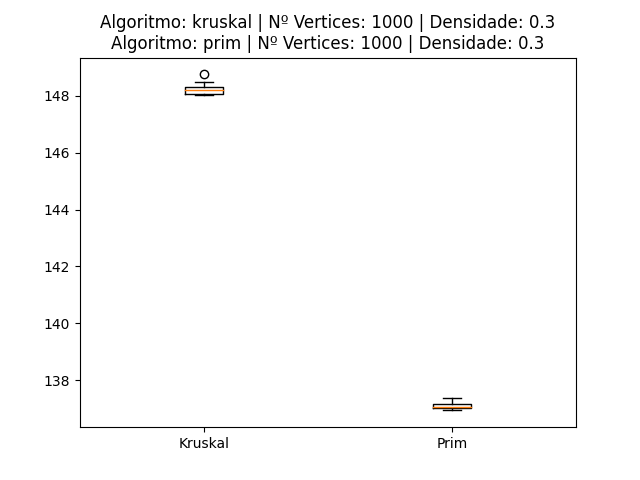 Algoritmo: kruskal | Nº Vertices: 1000 | Densidade: 0.3
Algoritmo: prim | Nº Vertices: 1000 | Densidade: 0.3
148
146
144
142
140
138
Kruskal
Prim